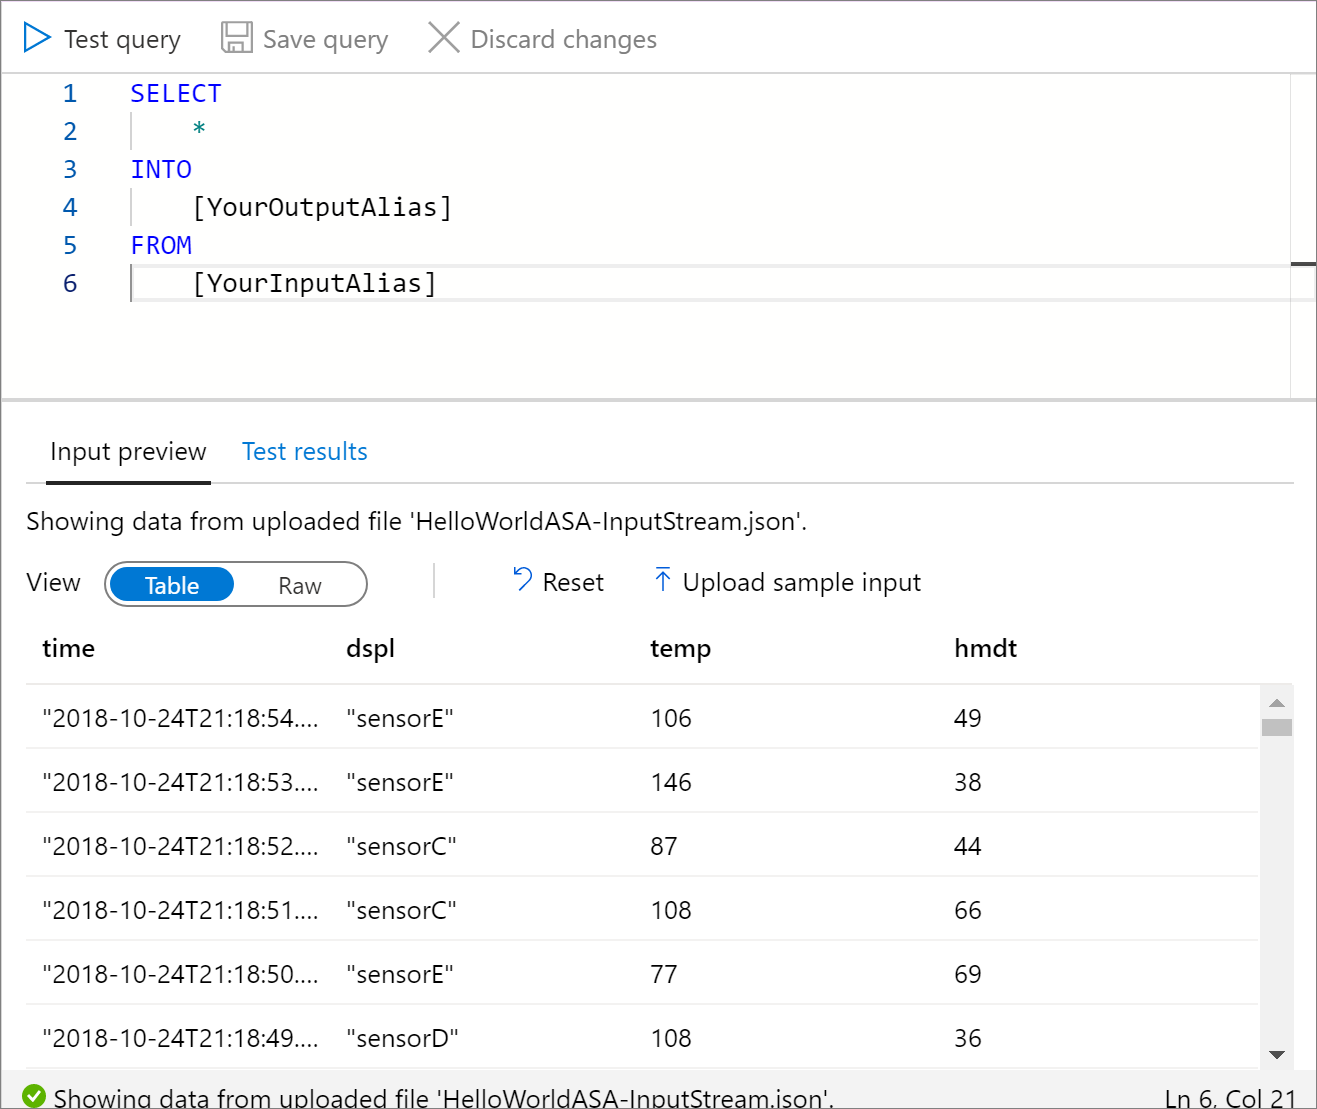 Test query Save query Discard changes
1 SELECT
2 *
3 INTO
4 [YourOutputAlias]
5 FROM
6 [YourInputAlias]
Input preview Test results
Showing data from uploaded file 'HelloWorldASA-InputStream.json'.
View Table Raw Reset Upload sample input
time dspl temp hmdt
"2018-10-24T21:18:54.... "sensorE" 106 49
"2018-10-24T21:18:53.... "sensorE" 146 38
"2018-10-24T21:18:52.... "sensorC" 87 44
"2018-10-24T21:18:51.... "sensorC" 108 66
"2018-10-24T21:18:50.... "sensorE" 77 69
"2018-10-24T21:18:49.... "sensorD" 108 36
Showing data from uploaded file 'HelloWorldASA-InputStream.json'. Ln 6, Col 21